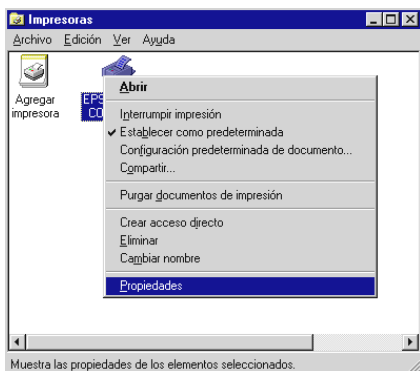 Impresoras
Archivo Edición Ver Ayuda
Agregar
impresora
EPS
CO
Abrir
Interrumpir impresión
Establecer como predeterminada
Configuración predeterminada de documento...
Compartir...
Purgar documentos de impresión
Crear acceso directo
Eliminar
Cambiar nombre
Propiedades
Muestra las propiedades de los elementos seleccionados.